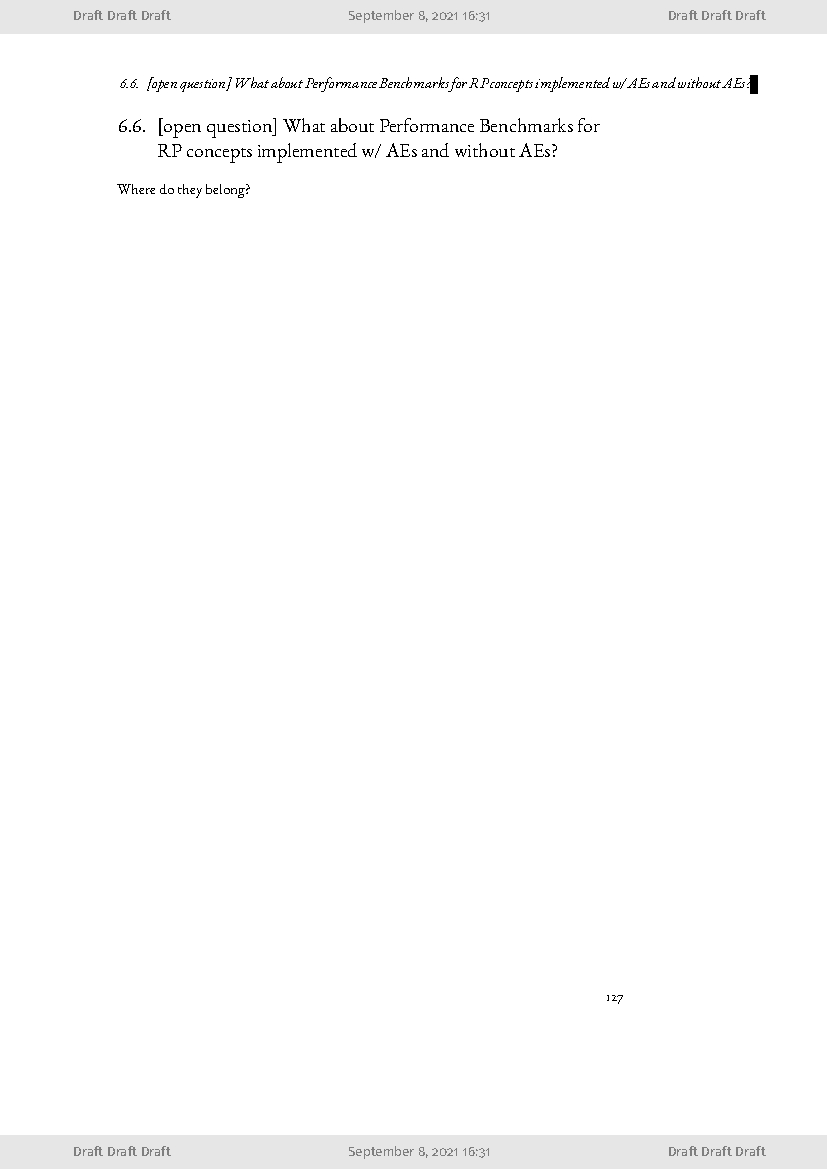 Draft Draft Draft September 8, 2021 16:31 Draft Draft Draft
6.6. [open question] What about Performance Benchmarks for RP concepts implemented w/ AEs and without AEs?
6.6. [open question] What about Performance Benchmarks for
RP concepts implemented w/ AEs and without AEs?
Where do they belong?
127
Draft Draft Draft September 8, 2021 16:31 Draft Draft Draft